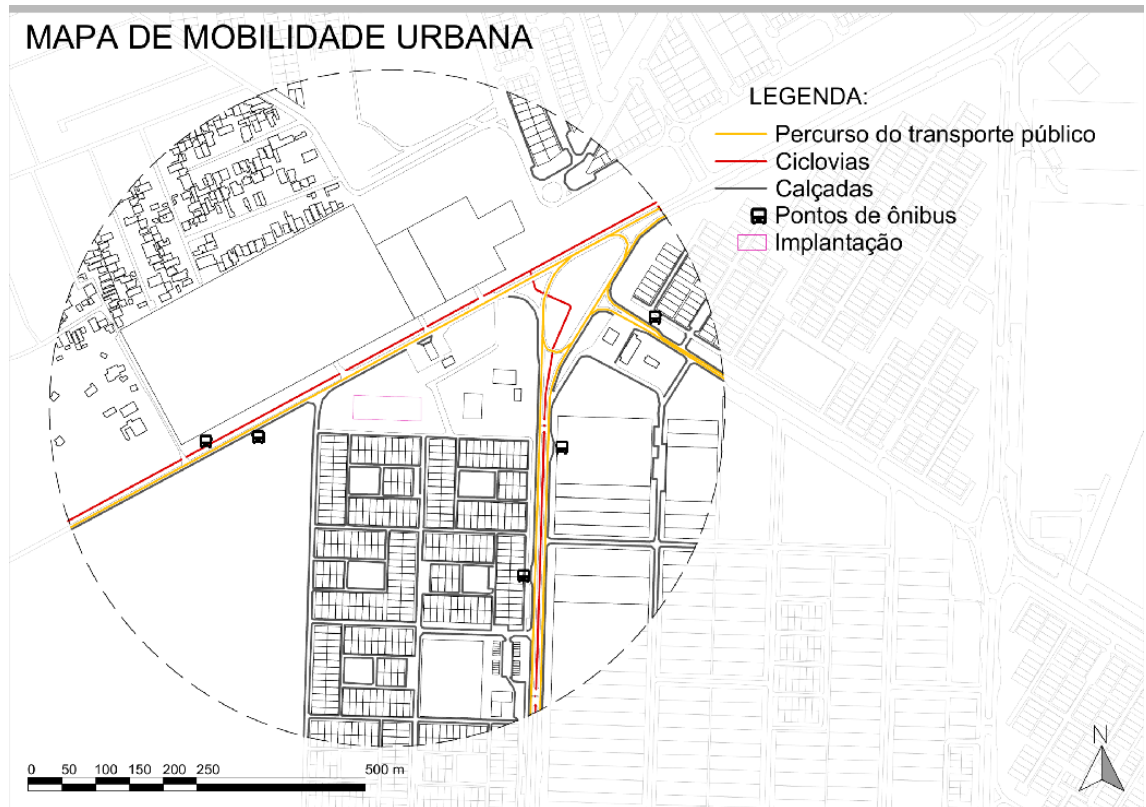 MAPA DE MOBILIDADE URBANA
LEGENDA:
Percurso do transporte público
Ciclovias
Calçadas
Pontos de ônibus
Implantação
0 50 100 150 200 250 500 m
N